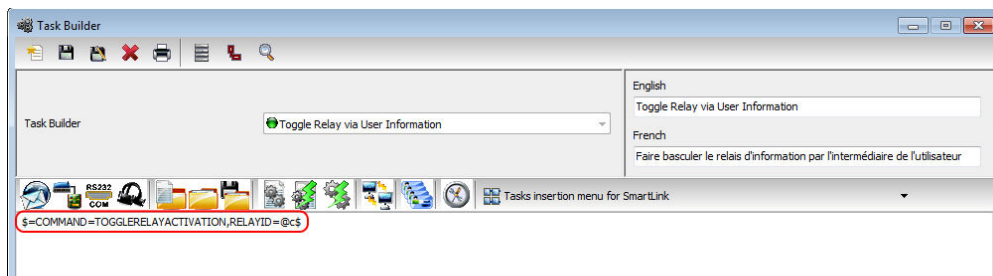 Task Builder
English
Toggle Relay via User Information
Task Builder
Toggle Relay via User Information
French
Faire basculer le relais d'information par l'intermédiaire de l'utilisateur
RS232
COM
Tasks insertion menu for SmartLink
$=COMMAND=TOGGLERELAYACTIVATION,RELAYID=@c$